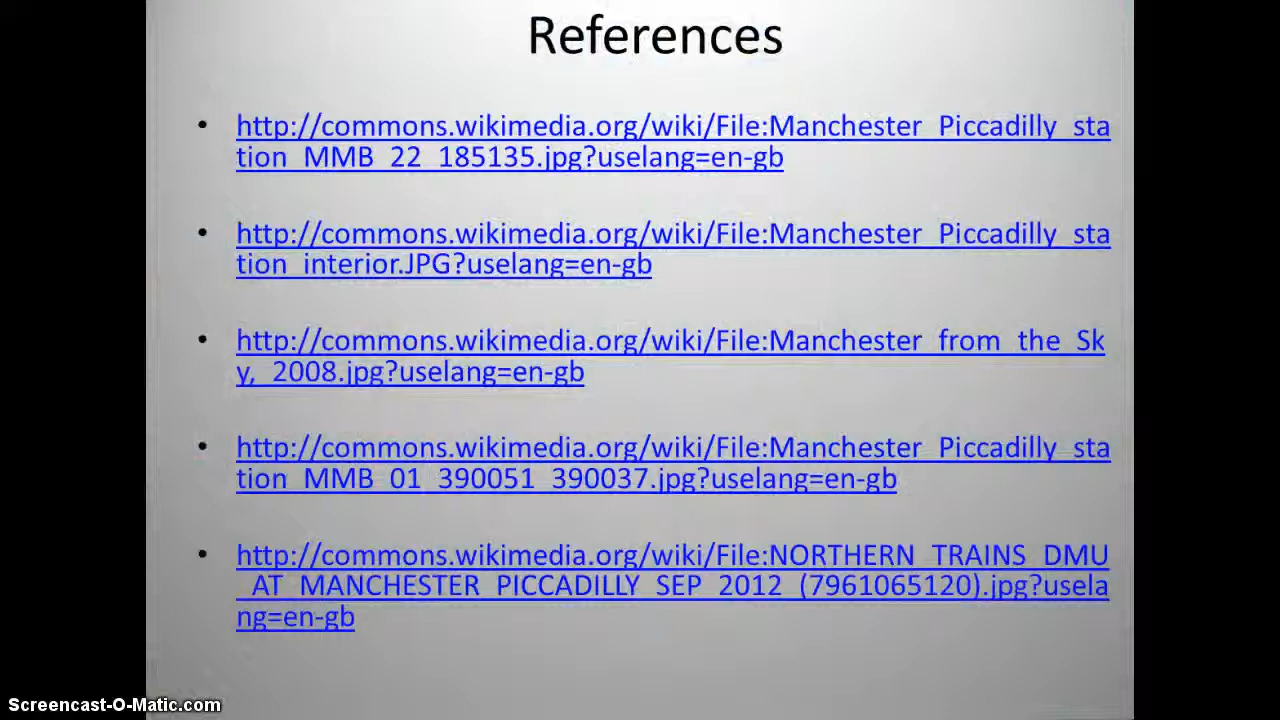 References
• http://commons.wikimedia.org/wiki/File:Manchester_Piccadilly_sta
tion_MMB_22_185135.jpg?uselang=en-gb
• http://commons.wikimedia.org/wiki/File:Manchester_Piccadilly_sta
tion_interior.JPG?uselang=en-gb
• http://commons.wikimedia.org/wiki/File:Manchester_from_the_Sk
y,_2008.jpg?uselang=en-gb
• http://commons.wikimedia.org/wiki/File:Manchester_Piccadilly_sta
tion_MMB_01_390051_390037.jpg?uselang=en-gb
• http://commons.wikimedia.org/wiki/File:NORTHERN_TRAINS_DMU
_AT_MANCHESTER_PICCADILLY_SEP_2012_(7961065120).jpg?usela
ng=en-gb
Screencast-O-Matic.com